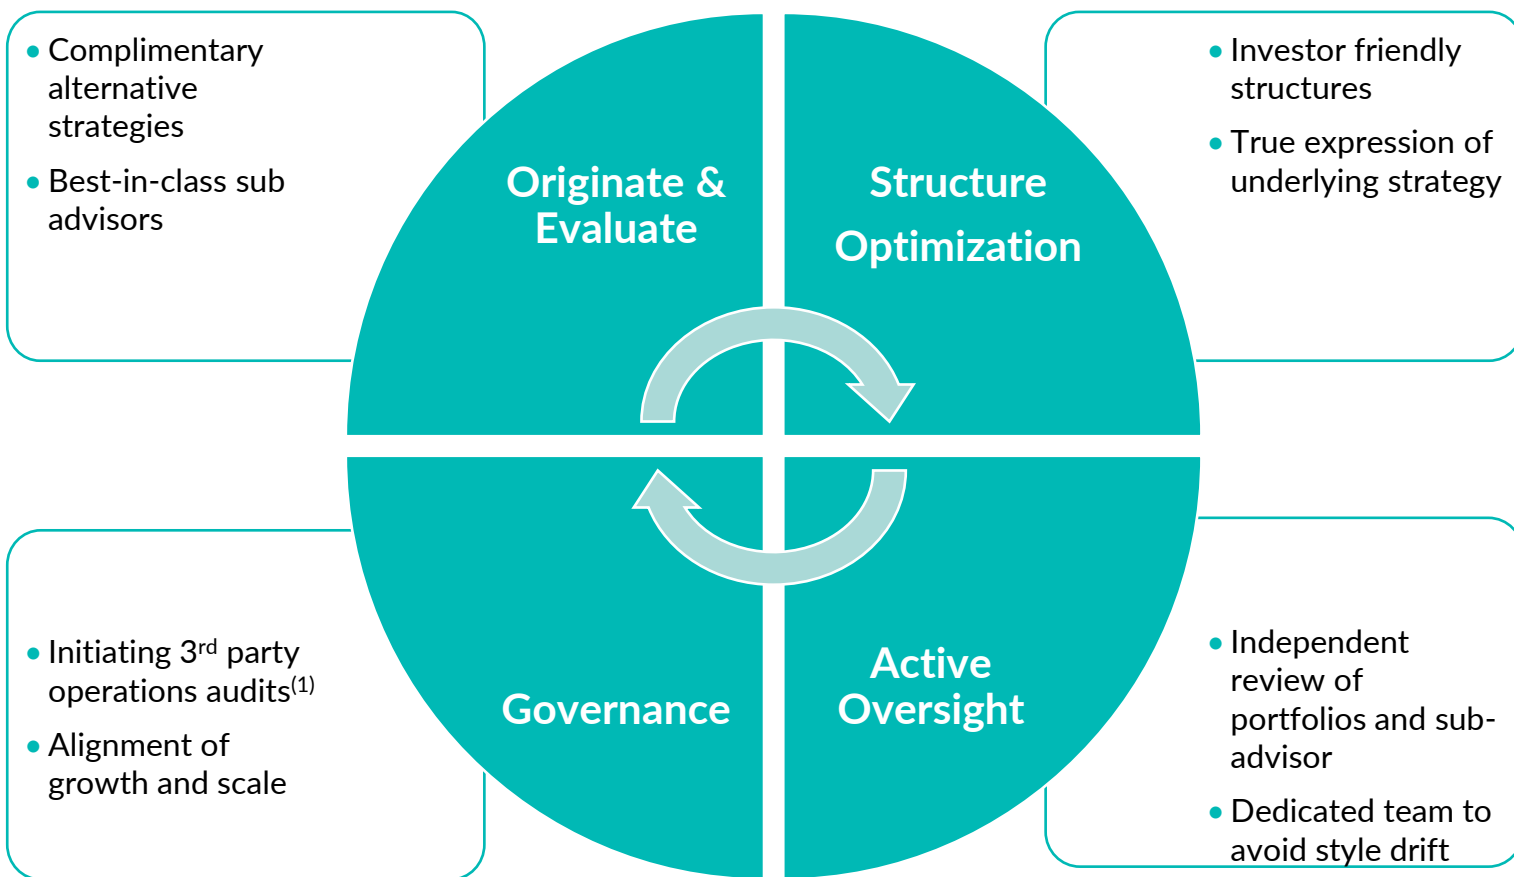 • Complimentary
alternative
strategies
• Best-in-class sub
advisors
Originate &
Evaluate
Structure
Optimization
• Investor friendly
structures
• True expression of
underlying strategy
• Initiating 3rd party
operations audits(1)
• Alignment of
growth and scale
Governance
Active
Oversight
• Independent
review of
portfolios and sub-
advisor
• Dedicated team to
avoid style drift